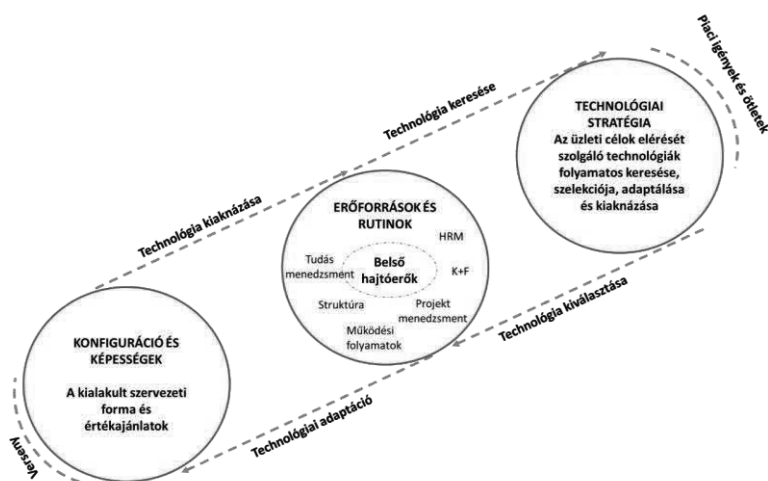 Piaci igények és ötletek
Technológia keresése
TECHNOLÓGIAI
STRATÉGIA
Az üzleti célok elérését
szolgáló technológiák
folyamatos keresése,
szelekciója, adaptálása
és kiaknázása
Technológia kiaknázása
ERŐFORRÁSOK ÉS
RUTINOK
HRM
Tudás
menedzsment
Belső
hajtóerők
K+F
Struktúra
Projekt
menedzsment
Működési
folyamatok
Technológia kiválasztása
KONFIGURÁCIÓ ÉS
KÉPESSÉGEK
A kialakult szervezeti
forma és
értékajánlatok
Technológiai adaptáció
Verseny